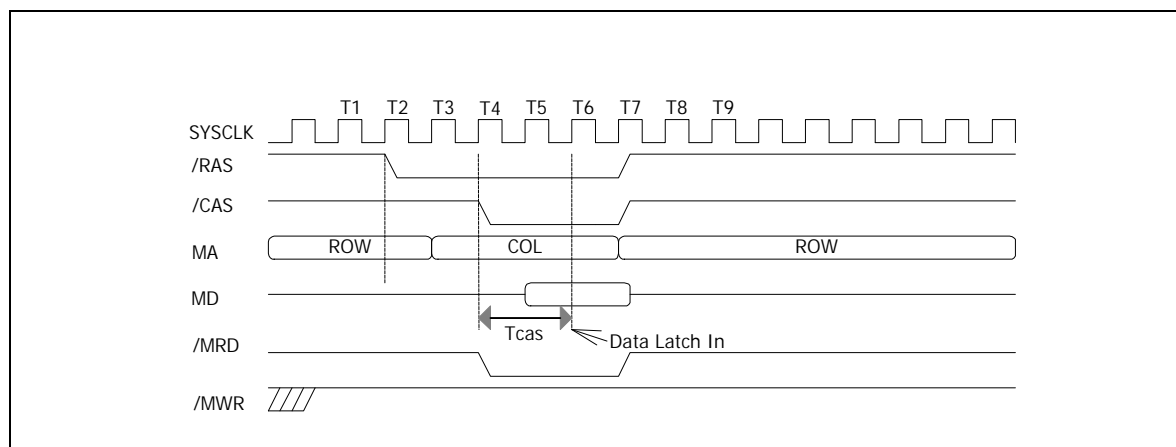 T1 T2 T3 T4 T5 T6 T7 T8 T9
SYSCLK
/RAS
/CAS
MA ROW COL ROW
MD
Tcas Data Latch In
/MRD
/MWR